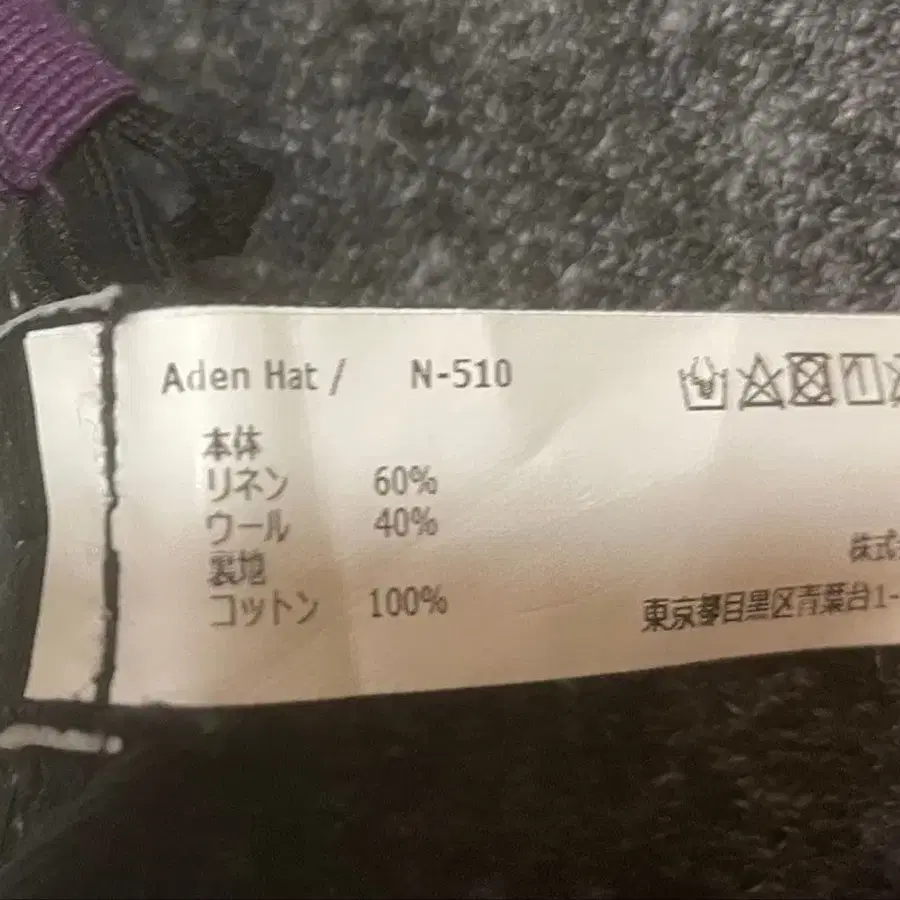 Aden Hat / N-510
本体
リネン 60%
ウール 40%
裏地
コットン 100%
株式
東京都目黒区青葉台1-